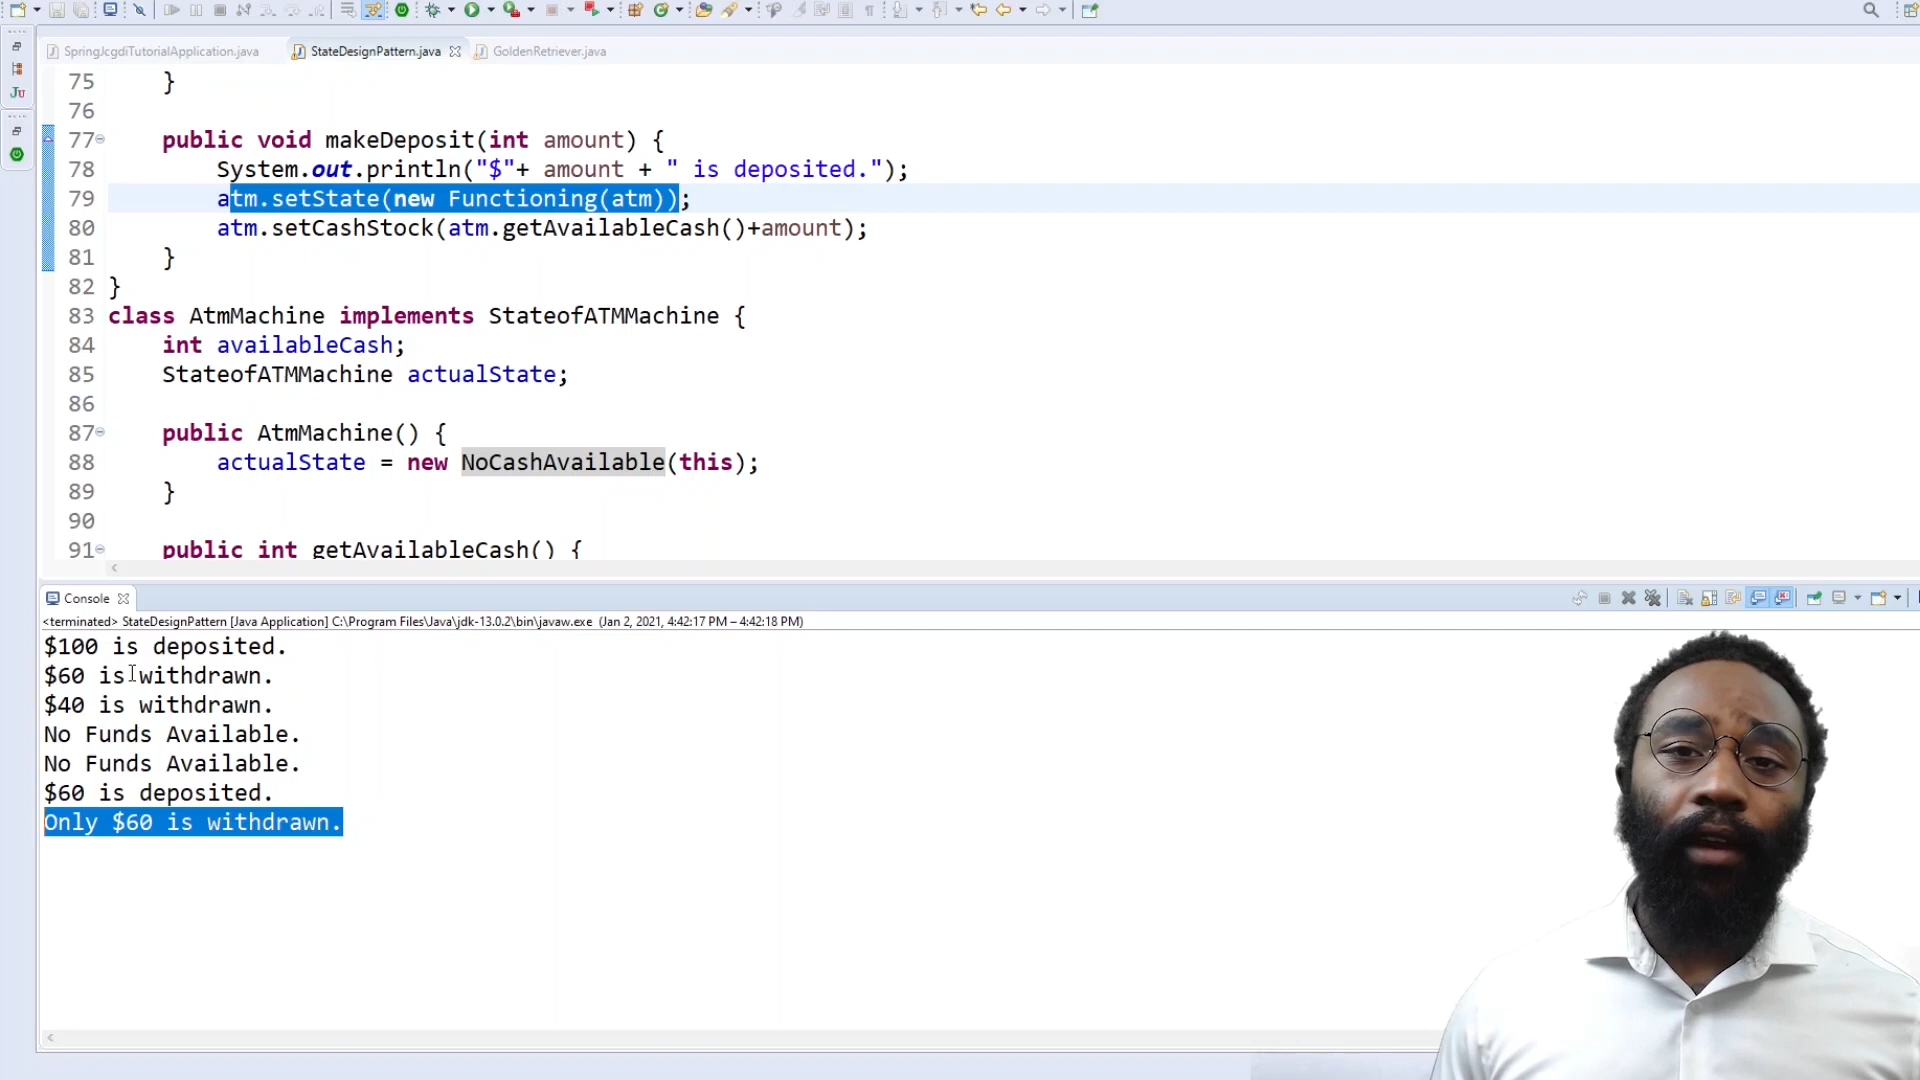 SpringJcgdiTutorialApplication.java
StateDesignPattern.java
GoldenRetriever.java
75 }
76
77 public void makeDeposit(int amount) {
78 System.out.println("$"+ amount + " is deposited.");
79 atm.setState(new Functioning(atm));
80 atm.setCashStock(atm.getAvailableCash()+amount);
81 }
82 }
83 class AtmMachine implements StateofATMMachine {
84 int availableCash;
85 StateofATMMachine actualState;
86
87 public AtmMachine() {
88 actualState = new NoCashAvailable(this);
89 }
90
91 public int getAvailableCash() {
Console
<terminated> StateDesignPattern [Java Application] C:\Program Files\Java\jdk-13.0.2\bin\javaw.exe (Jan 2, 2021, 4:42:17 PM – 4:42:18 PM)
$100 is deposited.
$60 is withdrawn.
$40 is withdrawn.
No Funds Available.
No Funds Available.
$60 is deposited.
Only $60 is withdrawn.